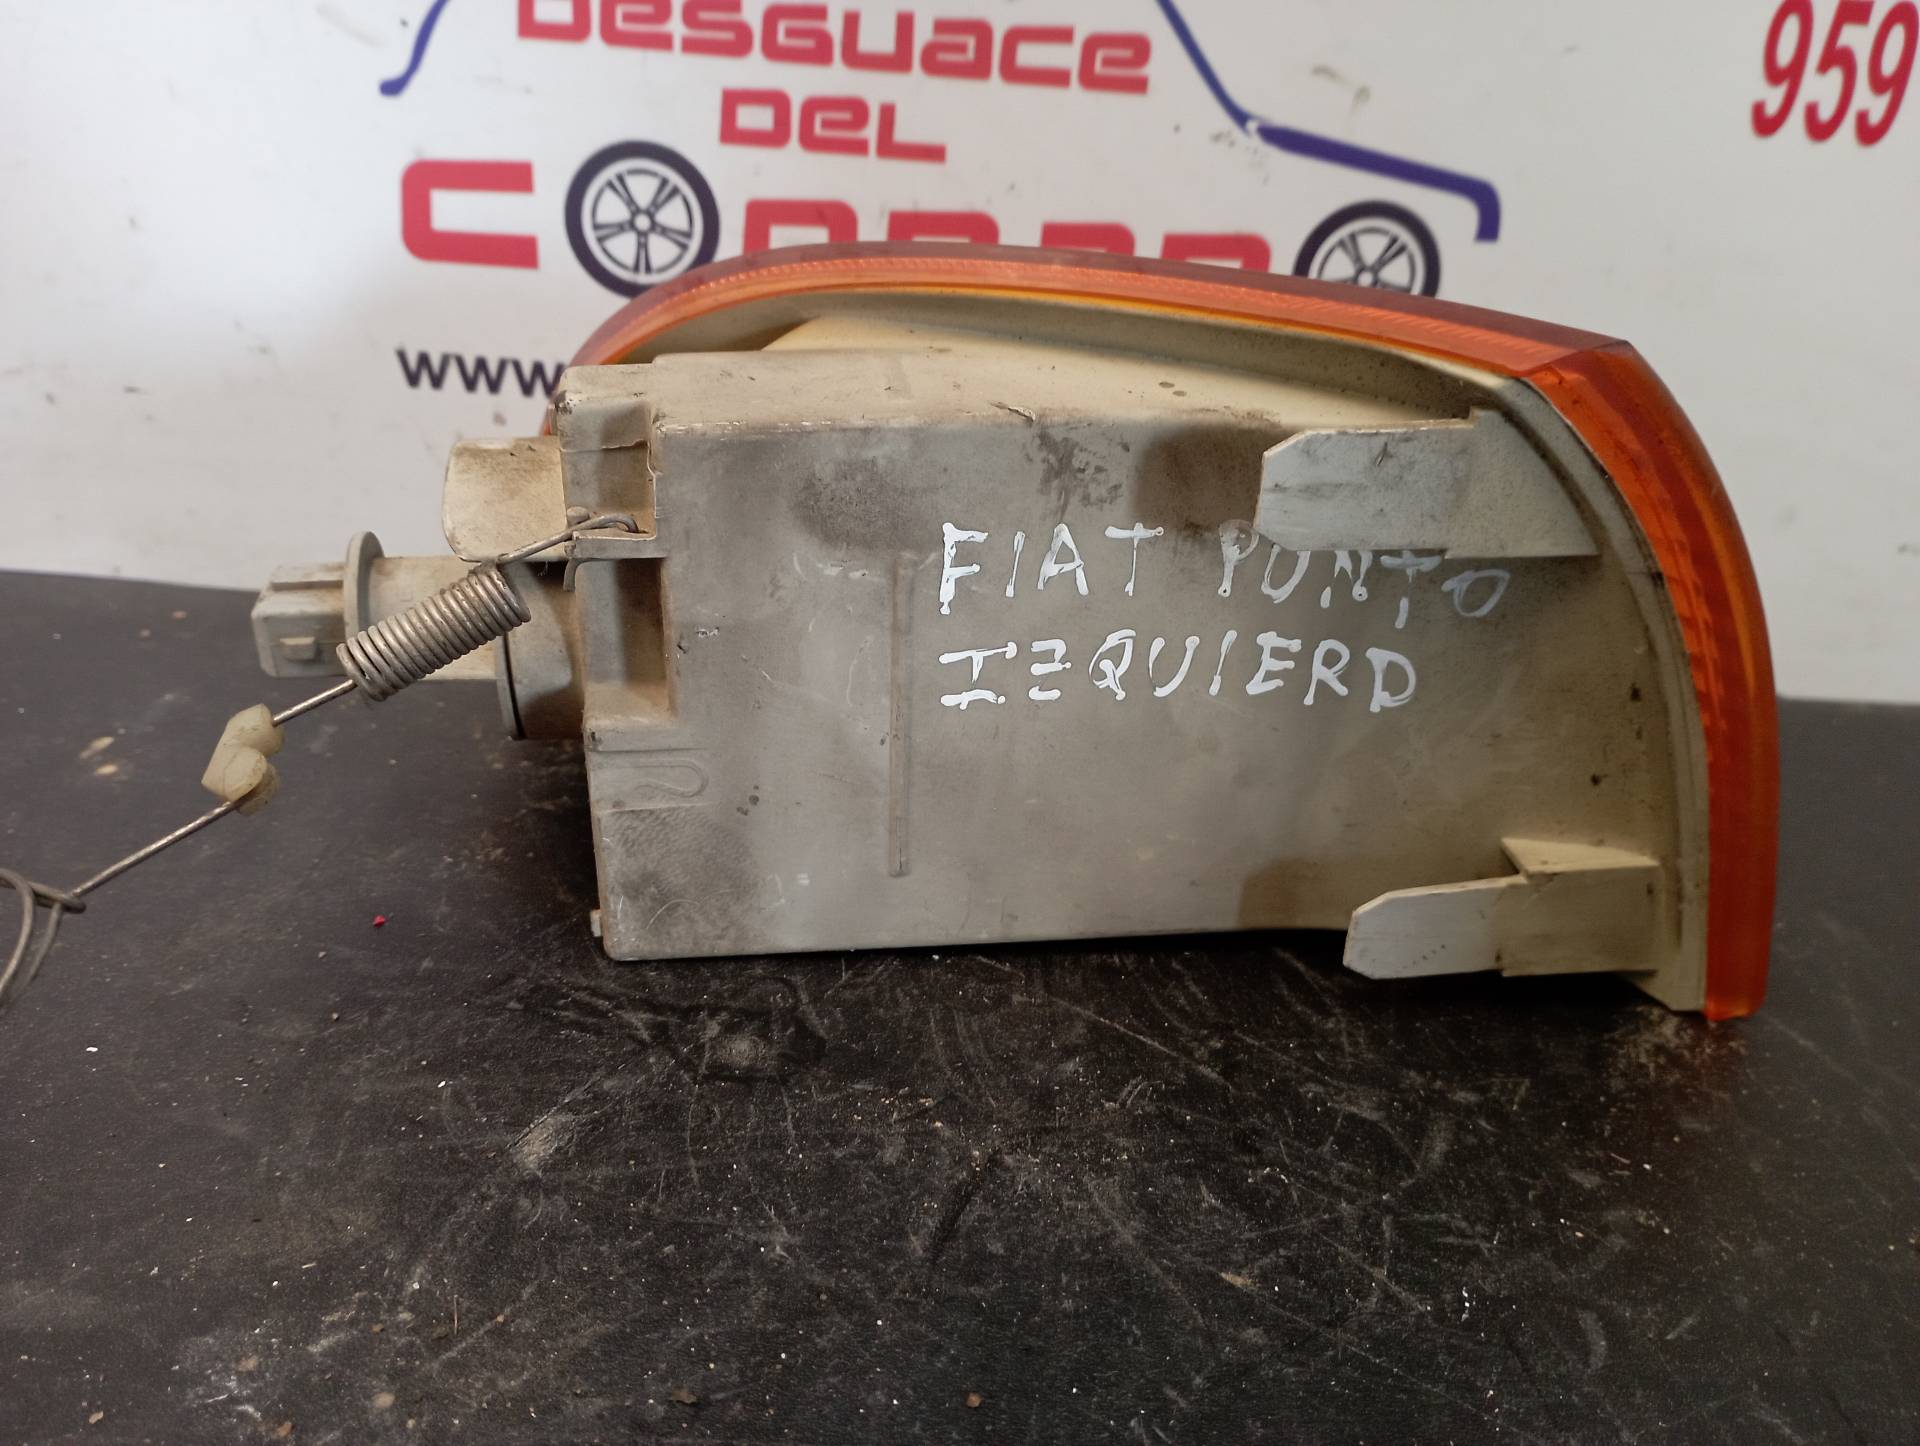 DESGUACE
DEL
959
www
FIAT PUNTO
IZQUIERD